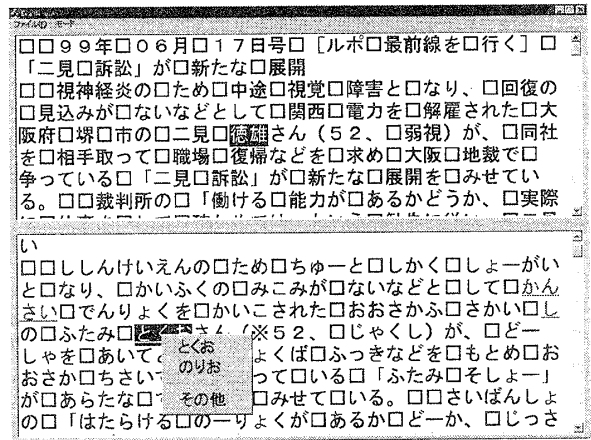 ファイル(F) モード
□□９９年□０６月□１７日号□［ルポ□最前線を□行く］□
「二見□訴訟」が□新たな□展開
□□視神経炎の□ため□中途□視覚□障害と□なり、□回復の
□見込みが□ないなどと□して□関西□電力を□解雇された□大
阪府□堺□市の□二見□徳雄さん（５２、□弱視）が、□同社
を□相手取って□職場□復帰などを□求め□大阪□地裁で□
争っている□「二見□訴訟」が□新たな□展開を□みせてい
る。□□裁判所の□「働ける□能力が□あるかどうか、□実際
い
□□ししんけいえんの□ため□ちゅーと□しかく□しょーがい
と□なり、□かいふくの□みこみが□ないなどと□して□かん
さい□でんりょくを□かいこされた□おおさかふ□さかい□し
の□ふたみ□とくお□さん（※５２、□じゃくし）が、□どー
しゃを□あいて
ょくば□ふっきなどを□もとめ□お
おさか□ちさい
って□いる□「ふたみ□そしょー」
が□あらたな□
□みせて□いる。□□さいばんしょ
の□「はたらける□の
ーりょくが□あるか□どーか、□じっさ
とくお
のりお
その他